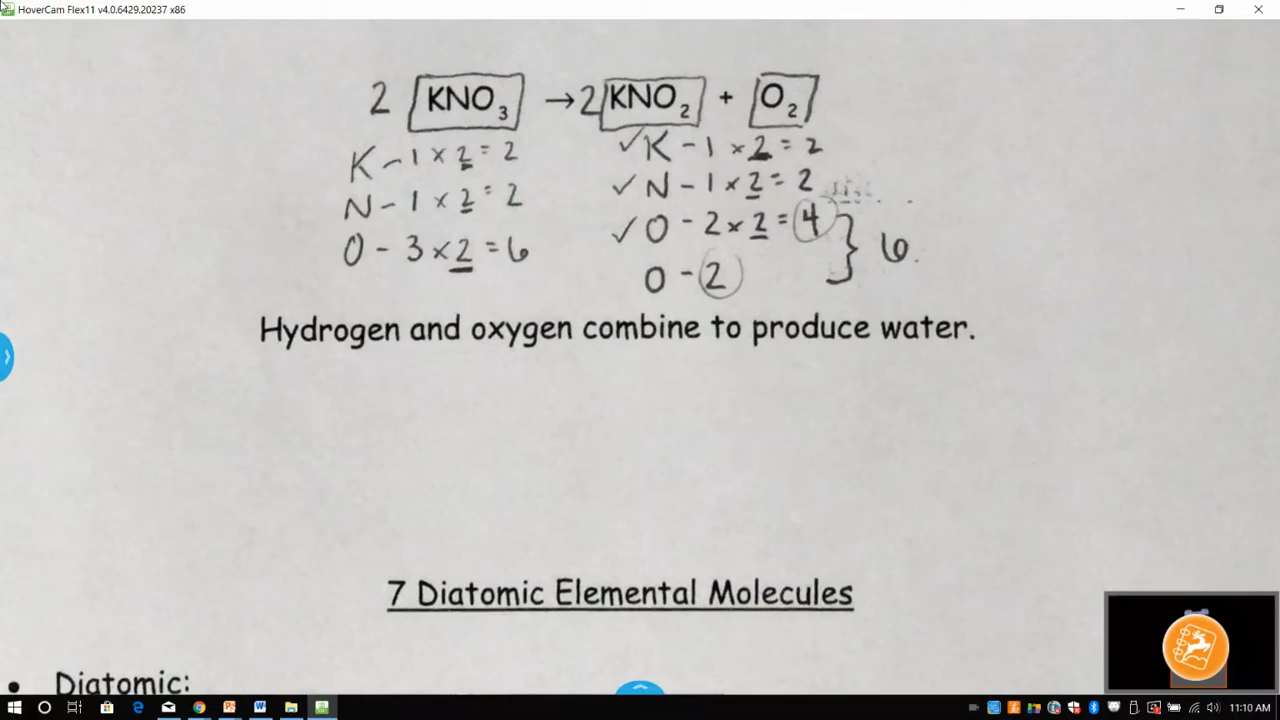 HoverCam Flex11 v4.0.6429.20237 x86
2 KNO₃ → 2 KNO₂ + O₂
K - 1 × 2 = 2
N - 1 × 2 = 2
O - 3 × 2 = 6
✓ K - 1 × 2 = 2
✓ N - 1 × 2 = 2
✓ O - 2 × 2 = 4 } 6
O - 2
Hydrogen and oxygen combine to produce water.
7 Diatomic Elemental Molecules
• Diatomic:
11:10 AM